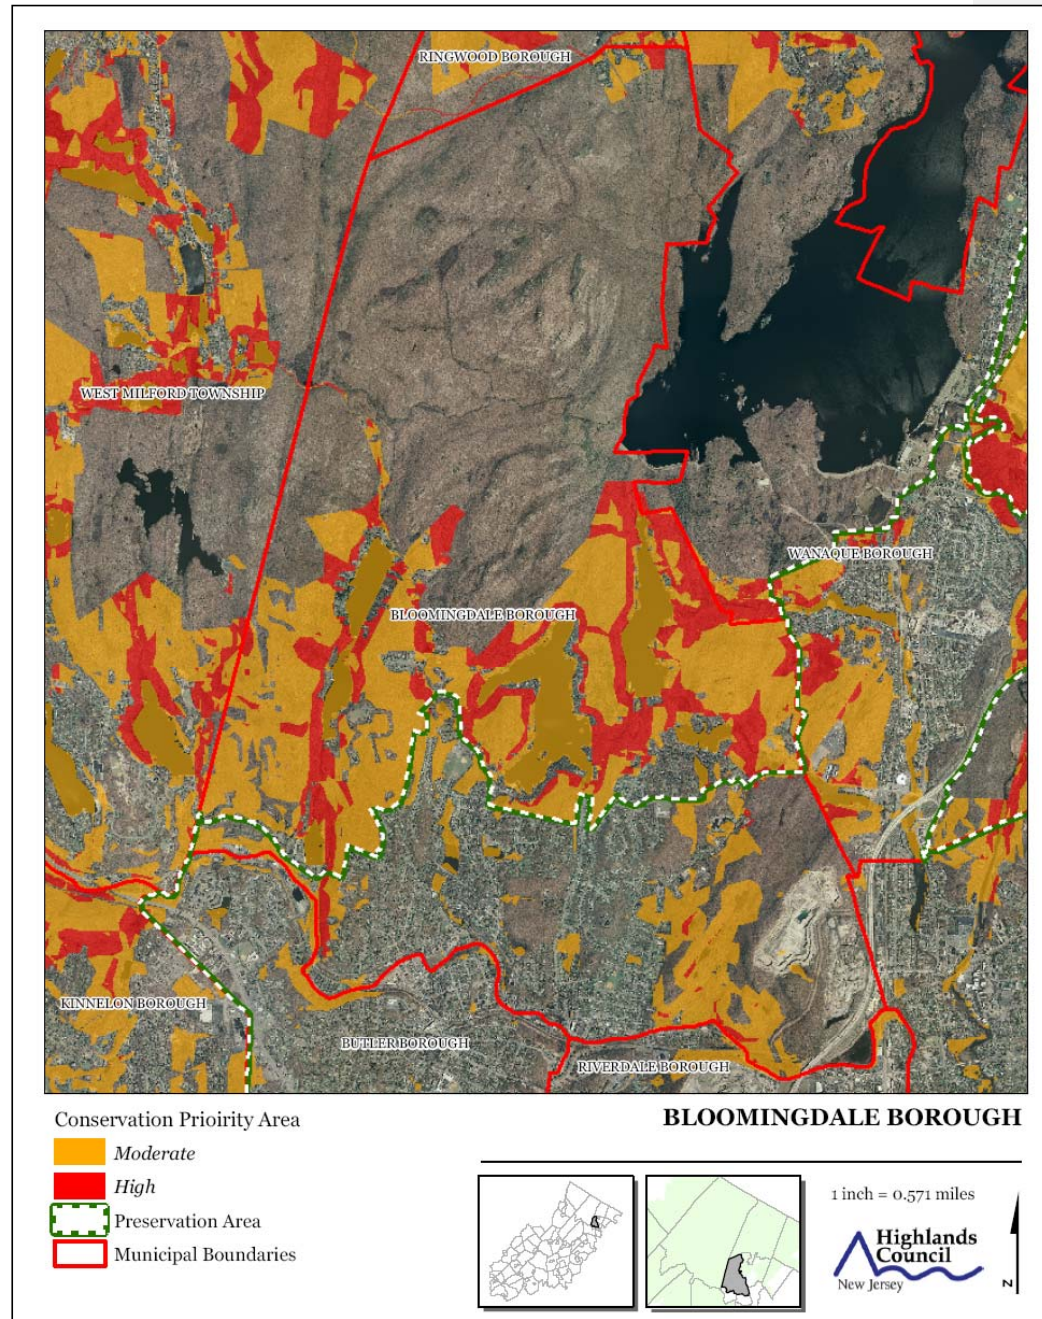 RINGWOOD BOROUGH
WEST MILFORD TOWNSHIP
WANAQUE BOROUGH
BLOOMINGDALE BOROUGH
KINNELON BOROUGH
BUTLER BOROUGH
RIVERDALE BOROUGH
Conservation Prioirity Area
Moderate
High
Preservation Area
Municipal Boundaries
BLOOMINGDALE BOROUGH
1 inch = 0.571 miles
Highlands
Council
New Jersey
N